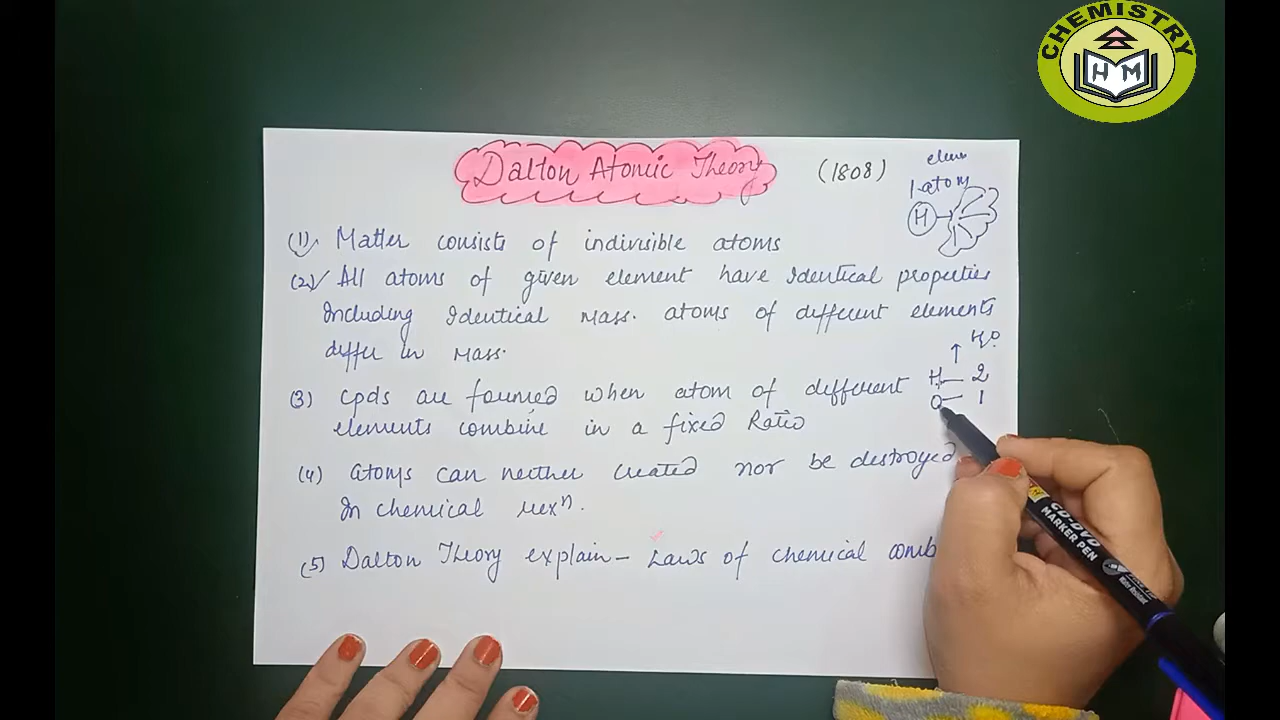 CHEMISTRY
H M
Dalton Atomic Theory (1808)
elem
1 atom
H
(1) Matter consists of indivisible atoms
(2) All atoms of given element have identical properties
Including Identical Mass. atoms of different elements
differ in Mass.
H2O
H 2
O 1
(3) cpds are formed when atom of different
elements combine in a fixed Ratio
(4) atoms can neither created nor be destroyed
In chemical rexn.
(5) Dalton Theory explain - Laws of chemical comb
CD-DVD
MARKER PEN